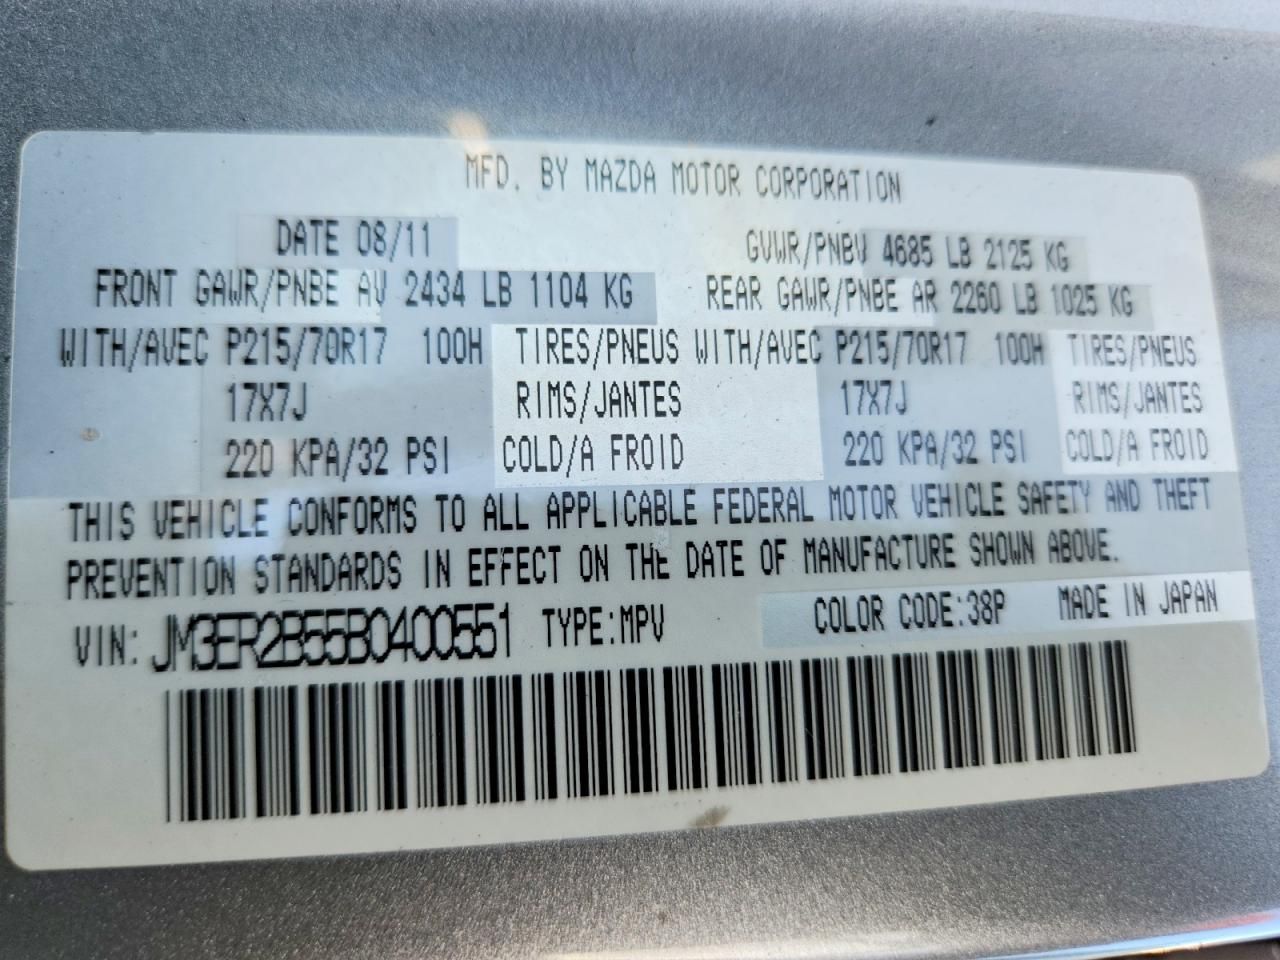 MFD. BY MAZDA MOTOR CORPORATION
DATE 08/11 GVWR/PNBV 4685 LB 2125 KG
FRONT GAWR/PNBE AV 2434 LB 1104 KG REAR GAWR/PNBE AR 2260 LB 1025 KG
WITH/AVEC P215/70R17 100H TIRES/PNEUS WITH/AVEC P215/70R17 100H TIRES/PNEUS
17X7J RIMS/JANTES 17X7J RIMS/JANTES
220 KPA/32 PSI COLD/A FROID 220 KPA/32 PSI COLD/A FROID
THIS VEHICLE CONFORMS TO ALL APPLICABLE FEDERAL MOTOR VEHICLE SAFETY AND THEFT
PREVENTION STANDARDS IN EFFECT ON THE DATE OF MANUFACTURE SHOWN ABOVE.
VIN: JM3ER2B55B0400551 TYPE:MPV COLOR CODE:38P MADE IN JAPAN